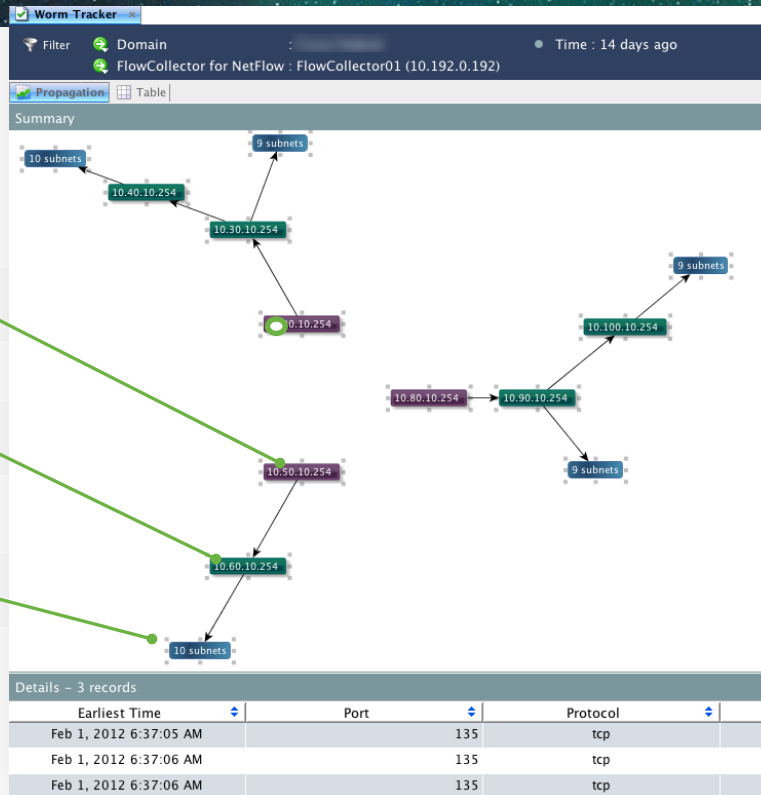 Worm Tracker
Filter
Domain :
Time : 14 days ago
FlowCollector for NetFlow : FlowCollector01 (10.192.0.192)
Propagation Table
Summary
9 subnets
10 subnets
10.40.10.254
10.30.10.254
9 subnets
0.10.254
10.100.10.254
10.80.10.254
10.90.10.254
10.50.10.254
9 subnets
10.60.10.254
10 subnets
Details – 3 records
Earliest Time Port Protocol
Feb 1, 2012 6:37:05 AM 135 tcp
Feb 1, 2012 6:37:06 AM 135 tcp
Feb 1, 2012 6:37:06 AM 135 tcp